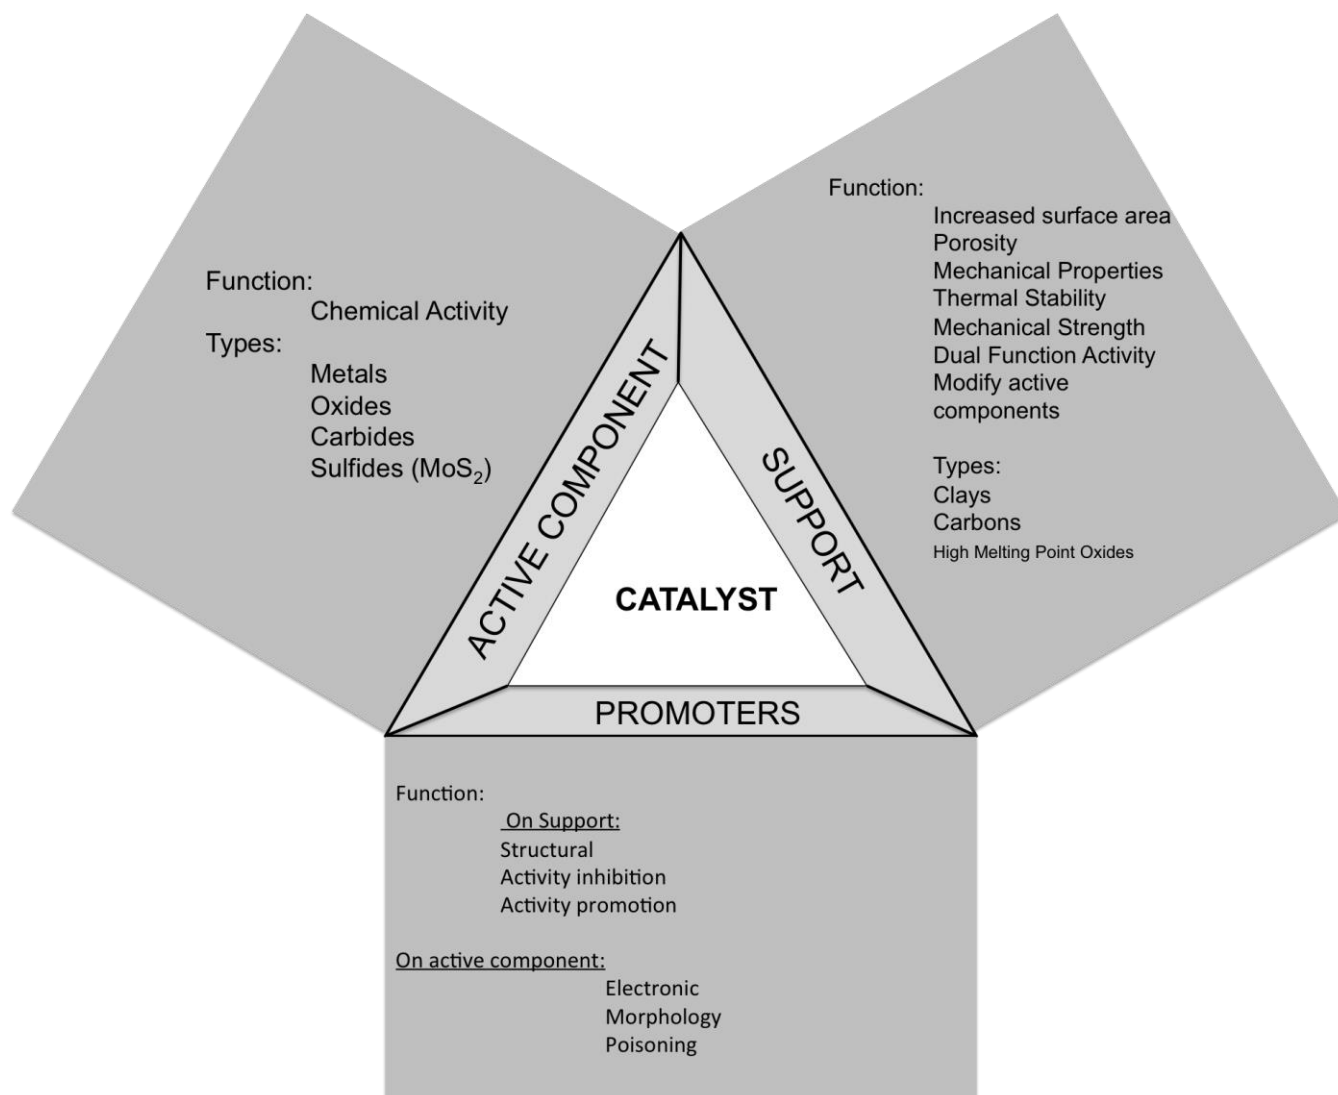 Function:
Chemical Activity
Types:
Metals
Oxides
Carbides
Sulfides (MoS₂)
ACTIVE COMPONENT
Function:
Increased surface area
Porosity
Mechanical Properties
Thermal Stability
Mechanical Strength
Dual Function Activity
Modify active
components
Types:
Clays
Carbons
High Melting Point Oxides
SUPPORT
CATALYST
PROMOTERS
Function:
On Support:
Structural
Activity inhibition
Activity promotion
On active component:
Electronic
Morphology
Poisoning